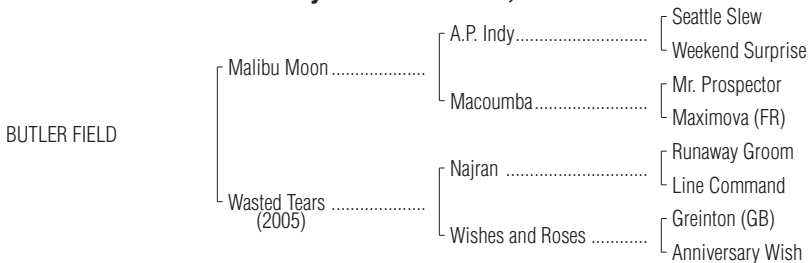 Seattle Slew
A.P. Indy
Weekend Surprise
Malibu Moon
Mr. Prospector
Macoumba
Maximova (FR)
BUTLER FIELD
Runaway Groom
Najran
Line Command
Wasted Tears
(2005)
Greinton (GB)
Wishes and Roses
Anniversary Wish